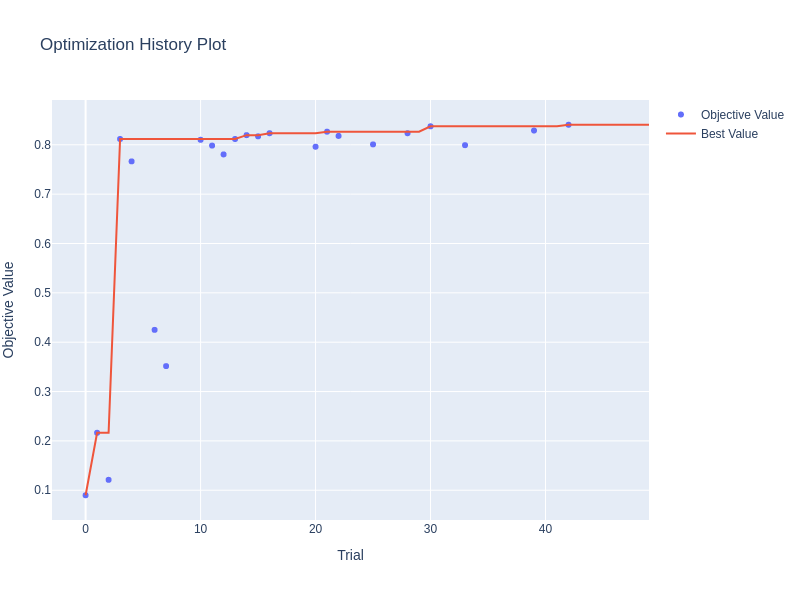 Optimization History Plot
Objective Value
Best Value
0.8
0.7
0.6
0.5
0.4
0.3
0.2
0.1
Objective Value
0
10
20
30
40
Trial